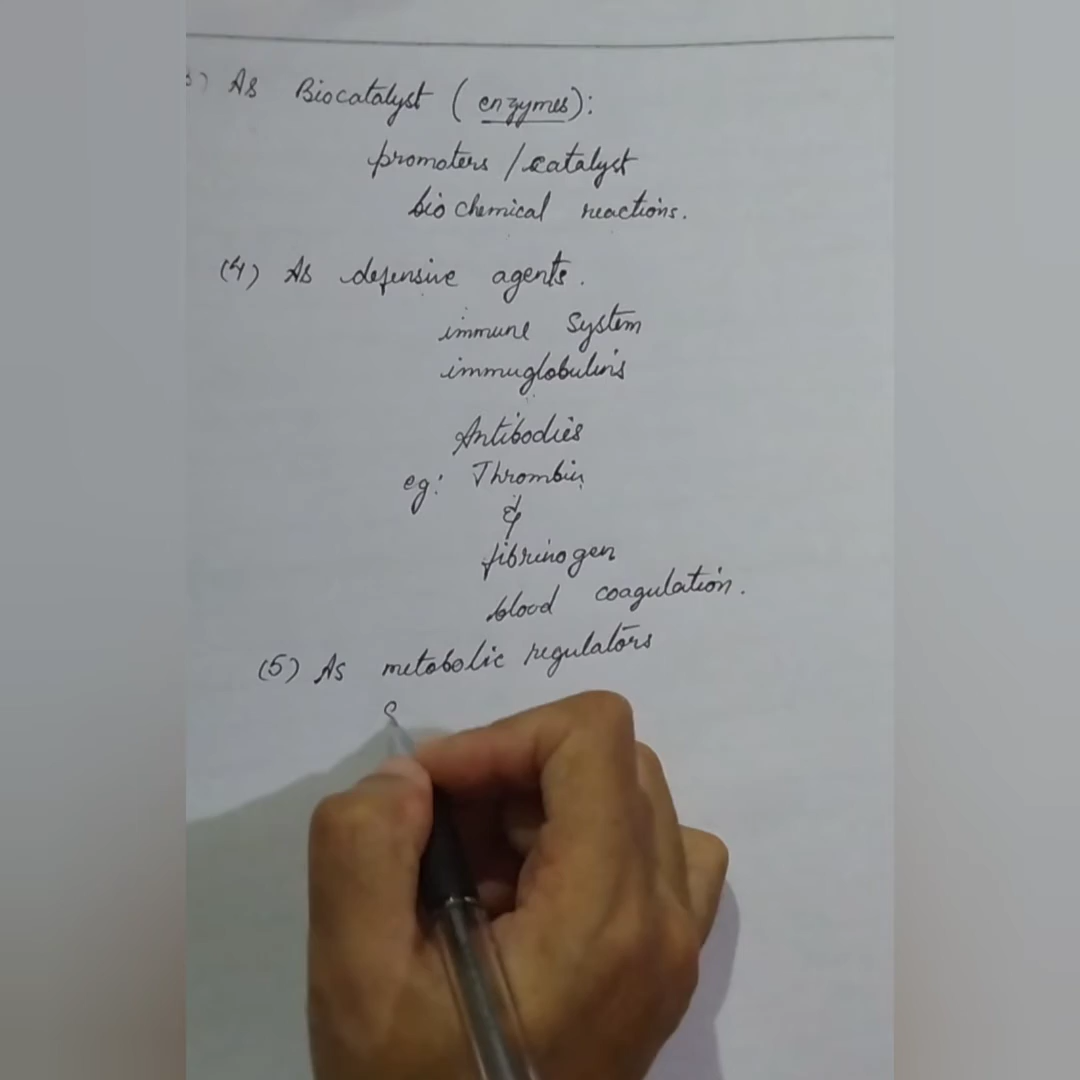 ) As Biocatalyst (enzymes):
promoters / catalyst
bio chemical reactions.
(4) As defensive agents.
immune System
immuglobulins
Antibodies
eg: Thrombin
&
fibrinogen
blood coagulation.
(5) As metabolic regulators